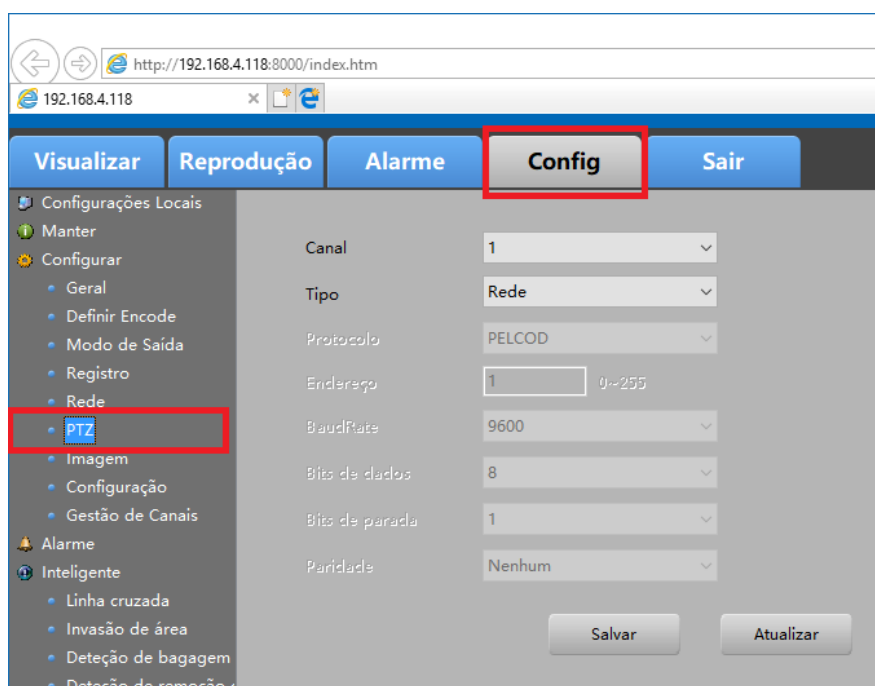 http://192.168.4.118:8000/index.htm
192.168.4.118
Visualizar Reprodução Alarme Config Sair
Configurações Locais
Manter
Configurar
Geral
Definir Encode
Modo de Saída
Registro
Rede
PTZ
Imagem
Configuração
Gestão de Canais
Alarme
Inteligente
Linha cruzada
Invasão de área
Deteção de bagagem
Deteção de remoção
Canal 1
Tipo Rede
Protocolo PELCOD
Endereço 1 0~255
BaudRate 9600
Bits de dados 8
Bits de parada 1
Paridade Nenhum
Salvar Atualizar